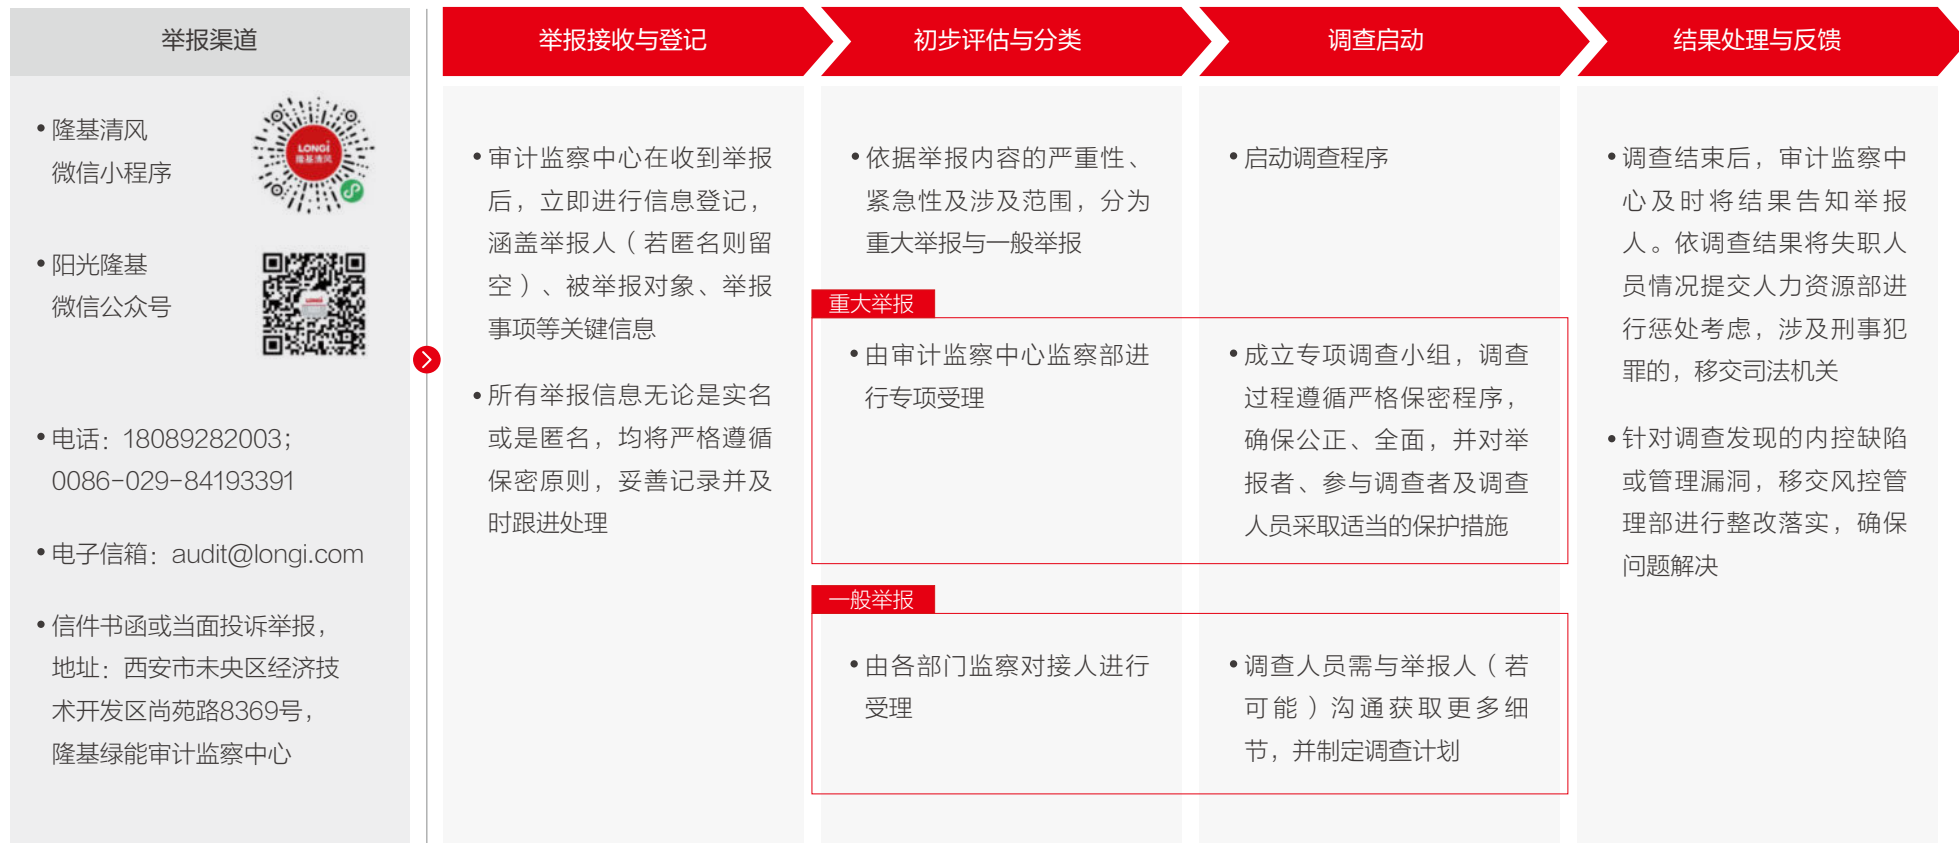 举报渠道
隆基清风
微信小程序
LONGi
隆基清风
阳光隆基
微信公众号
LONGi
电话：18089282003；
0086-029-84193391
电子信箱：audit@longi.com
信件书函或当面投诉举报，
地址：西安市未央区经济技
术开发区尚苑路8369号，
隆基绿能审计监察中心
举报接收与登记
审计监察中心在收到举报
后，立即进行信息登记，
涵盖举报人（若匿名则留
空）、被举报对象、举报
事项等关键信息
所有举报信息无论是实名
或是匿名，均将严格遵循
保密原则，妥善记录并及
时跟进处理
初步评估与分类
依据举报内容的严重性、
紧急性及涉及范围，分为
重大举报与一般举报
调查启动
启动调查程序
重大举报
由审计监察中心监察部进
行专项受理
成立专项调查小组，调查
过程遵循严格保密程序，
确保公正、全面，并对举
报者、参与调查者及调查
人员采取适当的保护措施
一般举报
由各部门监察对接人进行
受理
调查人员需与举报人（若
可能）沟通获取更多细
节，并制定调查计划
结果处理与反馈
调查结束后，审计监察中
心及时将结果告知举报
人。依调查结果将失职人
员情况提交人力资源部进
行惩处考虑，涉及刑事犯
罪的，移交司法机关
针对调查发现的内控缺陷
或管理漏洞，移交风控管
理部进行整改落实，确保
问题解决